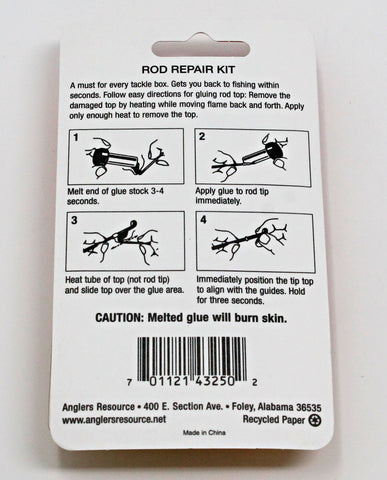 ROD REPAIR KIT
A must for every tackle box. Gets you back to fishing within
seconds. Follow easy directions for gluing rod top: Remove the
damaged top by heating while moving flame back and forth. Apply
only enough heat to remove the top.
1
Melt end of glue stock 3-4
seconds.
2
Apply glue to rod tip
immediately.
3
Heat tube of top (not rod tip)
and slide top over the glue area.
4
Immediately position the tip top
to align with the guides. Hold
for three seconds.
CAUTION: Melted glue will burn skin.
7 01121 43250 2
Anglers Resource • 400 E. Section Ave. • Foley, Alabama 36535
www.anglersresource.net Recycled Paper
Made in China